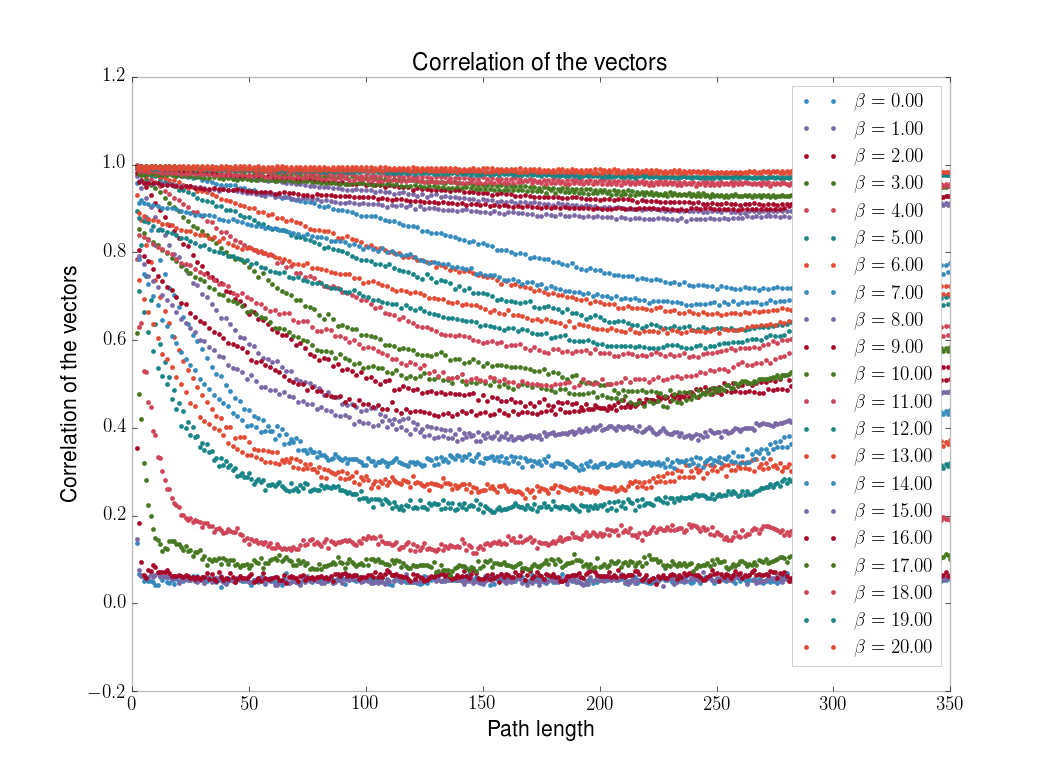 Correlation of the vectors
Correlation of the vectors
1.2
1.0
0.8
0.6
0.4
0.2
0.0
−0.2
0
50
100
150
200
250
300
350
Path length
β = 0.00
β = 1.00
β = 2.00
β = 3.00
β = 4.00
β = 5.00
β = 6.00
β = 7.00
β = 8.00
β = 9.00
β = 10.00
β = 11.00
β = 12.00
β = 13.00
β = 14.00
β = 15.00
β = 16.00
β = 17.00
β = 18.00
β = 19.00
β = 20.00